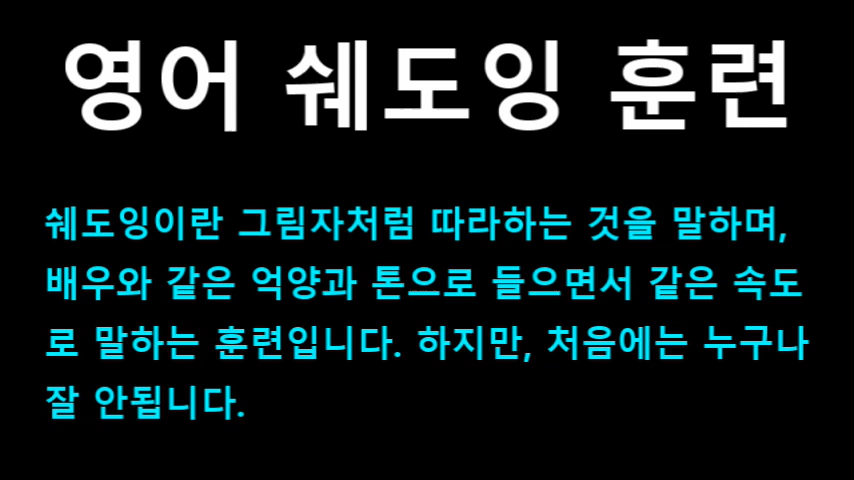 영어 쉐도잉 훈련
쉐도잉이란 그림자처럼 따라하는 것을 말하며,
배우와 같은 억양과 톤으로 들으면서 같은 속도
로 말하는 훈련입니다. 하지만, 처음에는 누구나
잘 안됩니다.